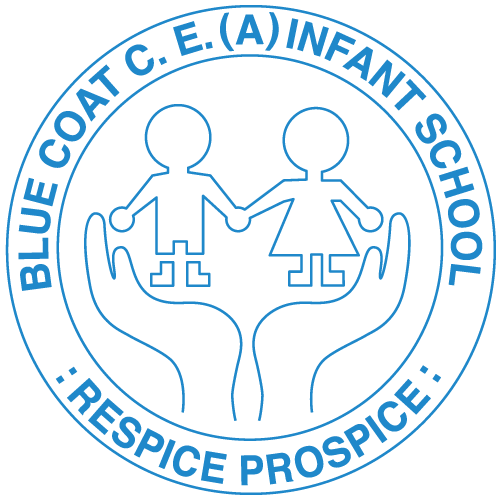 BLUE COAT C. E. (A) INFANT SCHOOL
: RESPICE PROSPICE :